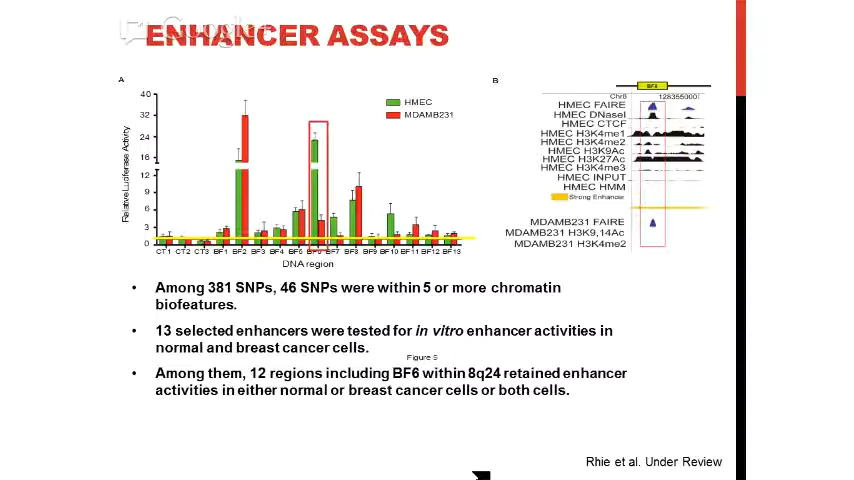 Google+
ENHANCER ASSAYS
A
40
32
24
16
12
9
6
3
0
Relative Luciferase Activity
HMEC
MDAMB231
CT1 CT2 CT3 BF1 BF2 BF3 BF4 BF5 BF6 BF7 BF8 BF9 BF10 BF11 BF12 BF13
DNA region
B
BF6
Chr8 128355000
HMEC FAIRE
HMEC DNaseI
HMEC CTCF
HMEC H3K4me1
HMEC H3K4me2
HMEC H3K9Ac
HMEC H3K27Ac
HMEC H3K4me3
HMEC INPUT
HMEC HMM
Strong Enhancer
MDAMB231 FAIRE
MDAMB231 H3K9,14Ac
MDAMB231 H3K4me2
• Among 381 SNPs, 46 SNPs were within 5 or more chromatin
biofeatures.
• 13 selected enhancers were tested for in vitro enhancer activities in
normal and breast cancer cells.
Figure 5
• Among them, 12 regions including BF6 within 8q24 retained enhancer
activities in either normal or breast cancer cells or both cells.
Rhie et al. Under Review